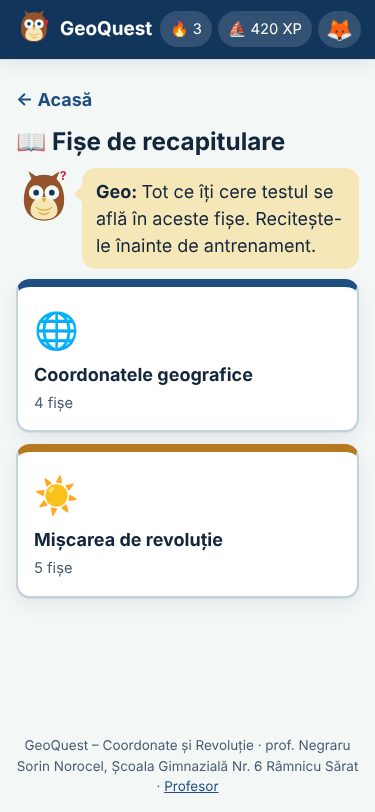 GeoQuest 🔥 3 ⛵ 420 XP
← Acasă
📖 Fișe de recapitulare
?
Geo: Tot ce îți cere testul se
află în aceste fișe. Recitește-
le înainte de antrenament.
Coordonatele geografice
4 fișe
Mișcarea de revoluție
5 fișe
GeoQuest – Coordonate și Revoluție · prof. Negraru
Sorin Norocel, Școala Gimnazială Nr. 6 Râmnicu Sărat
· Profesor